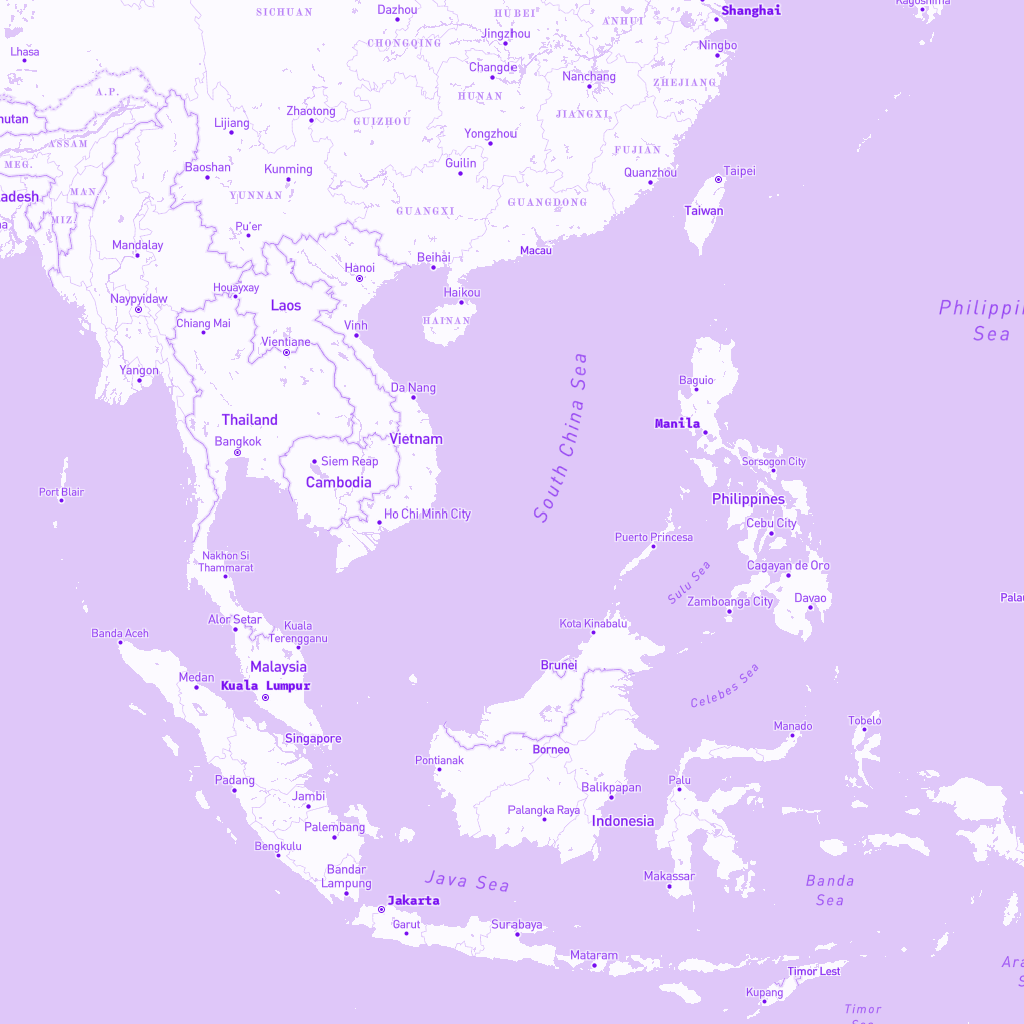 SICHUAN
Dazhou
HUBEI
ANHUI
Shanghai
Kagoshima
Jingzhou
CHONGQING
Ningbo
Lhasa
Changde
Nanchang
ZHEJIANG
A.P.
HUNAN
JIANGXI
Zhaotong
GUIZHOU
hutan
Lijiang
Yongzhou
ASSAM
FUJIAN
MEG.
Baoshan
Kunming
Guilin
Quanzhou
Taipei
MAN.
YUNNAN
adesh
GUANGXI
GUANGDONG
Taiwan
MIZ.
na
Pu'er
Mandalay
Macau
Hanoi
Beihai
Houayxay
Haikou
Naypyidaw
Laos
Philippin
Sea
HAINAN
Chiang Mai
Vinh
Vientiane
Yangon
Baguio
Da Nang
South China Sea
Thailand
Manila
Bangkok
Vietnam
Siem Reap
Sorsogon City
Cambodia
Port Blair
Philippines
Ho Chi Minh City
Cebu City
Puerto Princesa
Nakhon Si
Thammarat
Cagayan de Oro
Sulu Sea
Zamboanga City
Davao
Palau
Alor Setar
Kuala
Terengganu
Kota Kinabalu
Banda Aceh
Malaysia
Brunei
Medan
Kuala Lumpur
Celebes Sea
Manado
Tobelo
Singapore
Borneo
Pontianak
Padang
Palu
Balikpapan
Jambi
Palangka Raya
Indonesia
Palembang
Bengkulu
Bandar
Lampung
Java Sea
Makassar
Banda
Sea
Jakarta
Garut
Surabaya
Mataram
Timor Lest
Ara
S
Kupang
Timor
Sea